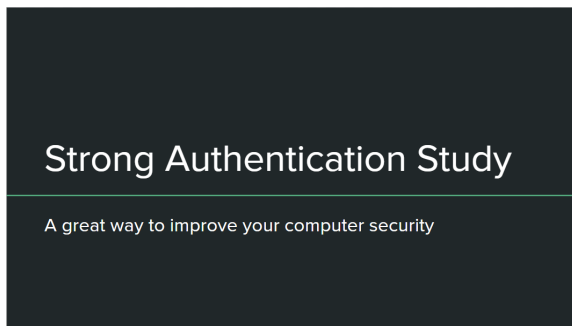 Strong Authentication Study
A great way to improve your computer security